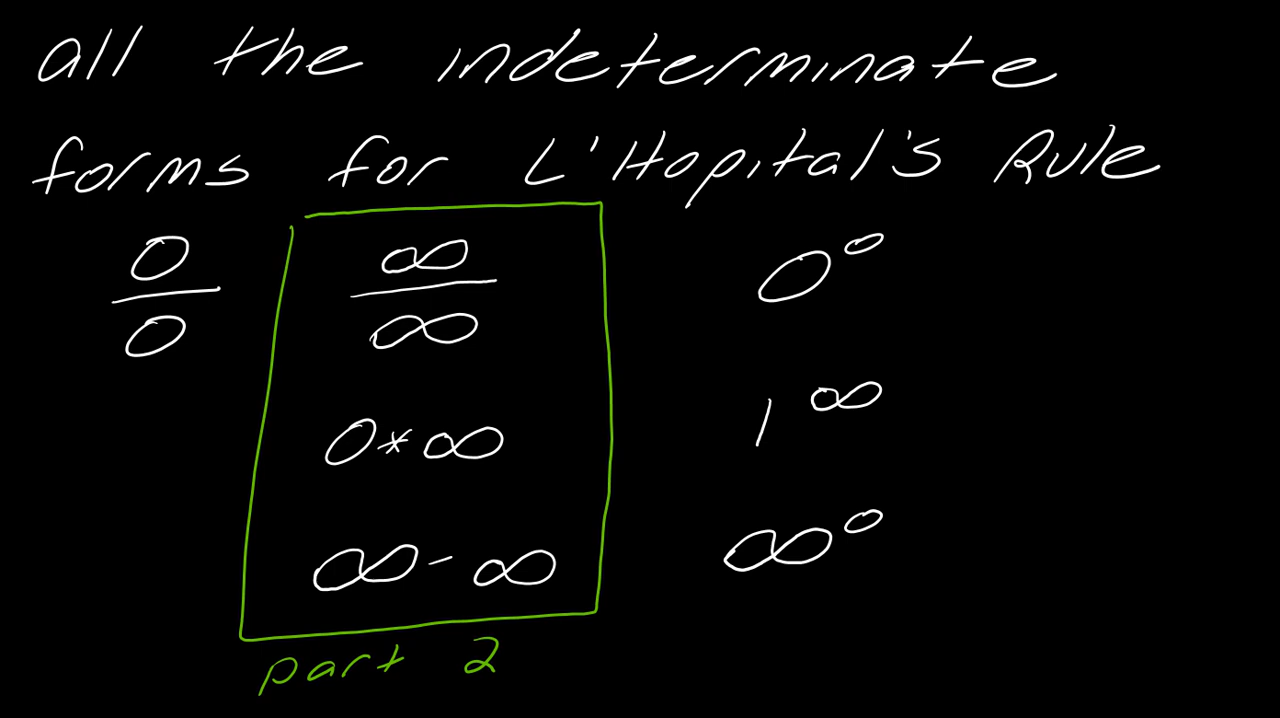 all the indeterminate
forms for L'Hopital's Rule
0/0 ∞/∞ 0^0
0*∞ 1^∞
∞-∞ ∞^0
part 2